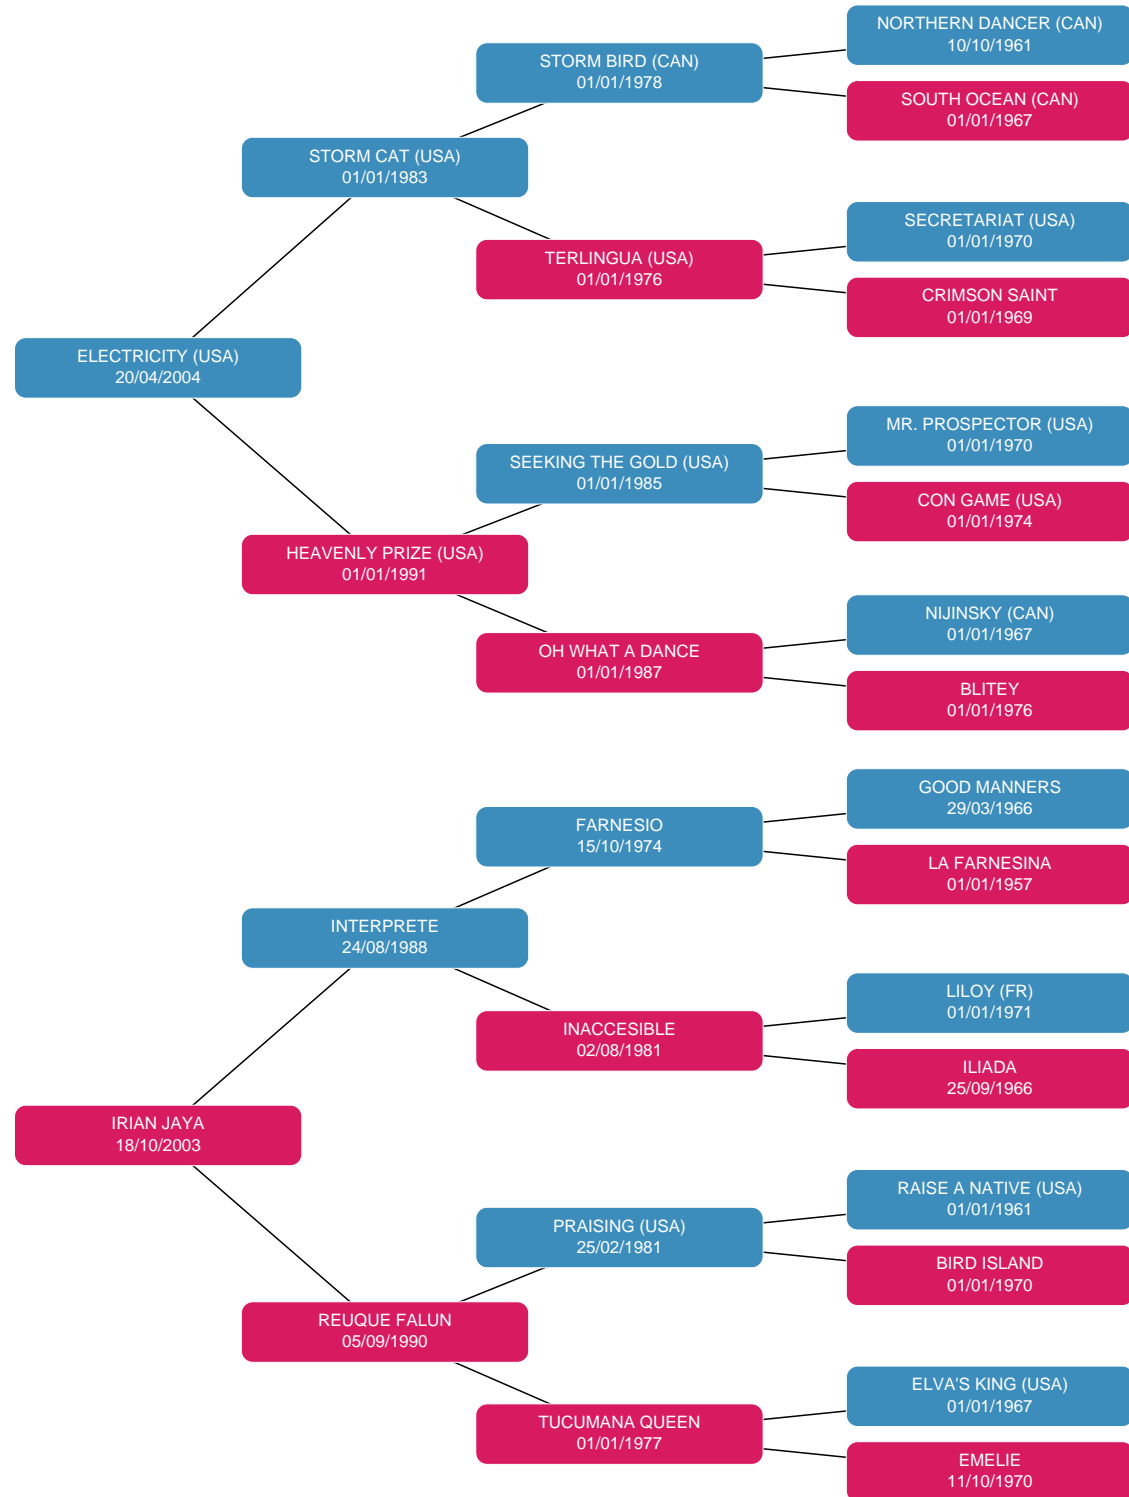 NORTHERN DANCER (CAN)
10/10/1961
STORM BIRD (CAN)
01/01/1978
SOUTH OCEAN (CAN)
01/01/1967
STORM CAT (USA)
01/01/1983
SECRETARIAT (USA)
01/01/1970
TERLINGUA (USA)
01/01/1976
CRIMSON SAINT
01/01/1969
ELECTRICITY (USA)
20/04/2004
MR. PROSPECTOR (USA)
01/01/1970
SEEKING THE GOLD (USA)
01/01/1985
CON GAME (USA)
01/01/1974
HEAVENLY PRIZE (USA)
01/01/1991
NIJINSKY (CAN)
01/01/1967
OH WHAT A DANCE
01/01/1987
BLITEY
01/01/1976
GOOD MANNERS
29/03/1966
FARNESIO
15/10/1974
LA FARNESINA
01/01/1957
INTERPRETE
24/08/1988
LILOY (FR)
01/01/1971
INACCESIBLE
02/08/1981
ILIADA
25/09/1966
IRIAN JAYA
18/10/2003
RAISE A NATIVE (USA)
01/01/1961
PRAISING (USA)
25/02/1981
BIRD ISLAND
01/01/1970
REUQUE FALUN
05/09/1990
ELVA'S KING (USA)
01/01/1967
TUCUMANA QUEEN
01/01/1977
EMELIE
11/10/1970